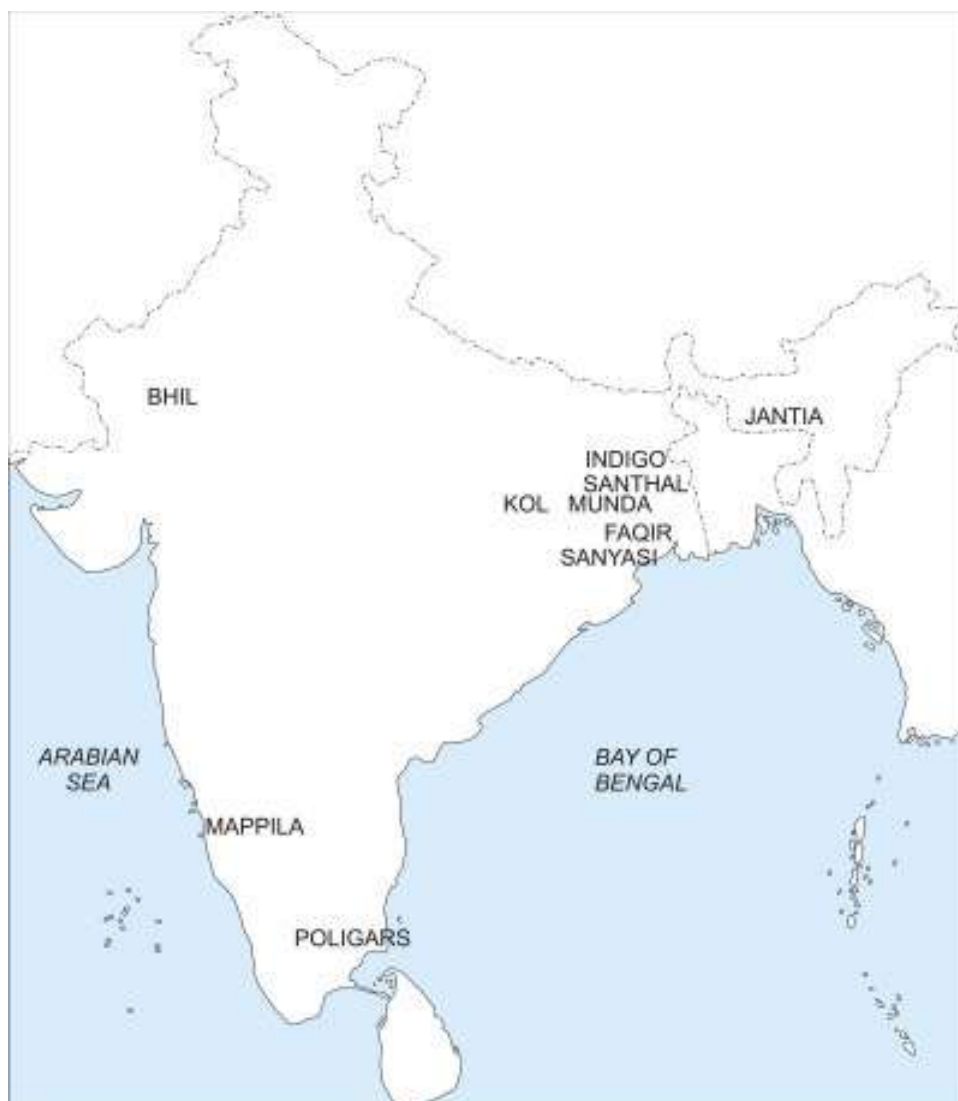 BHIL
JANTIA
INDIGO
SANTHAL
KOL MUNDA
FAQIR
SANYASI
ARABIAN
SEA
BAY OF
BENGAL
MAPPILA
POLIGARS